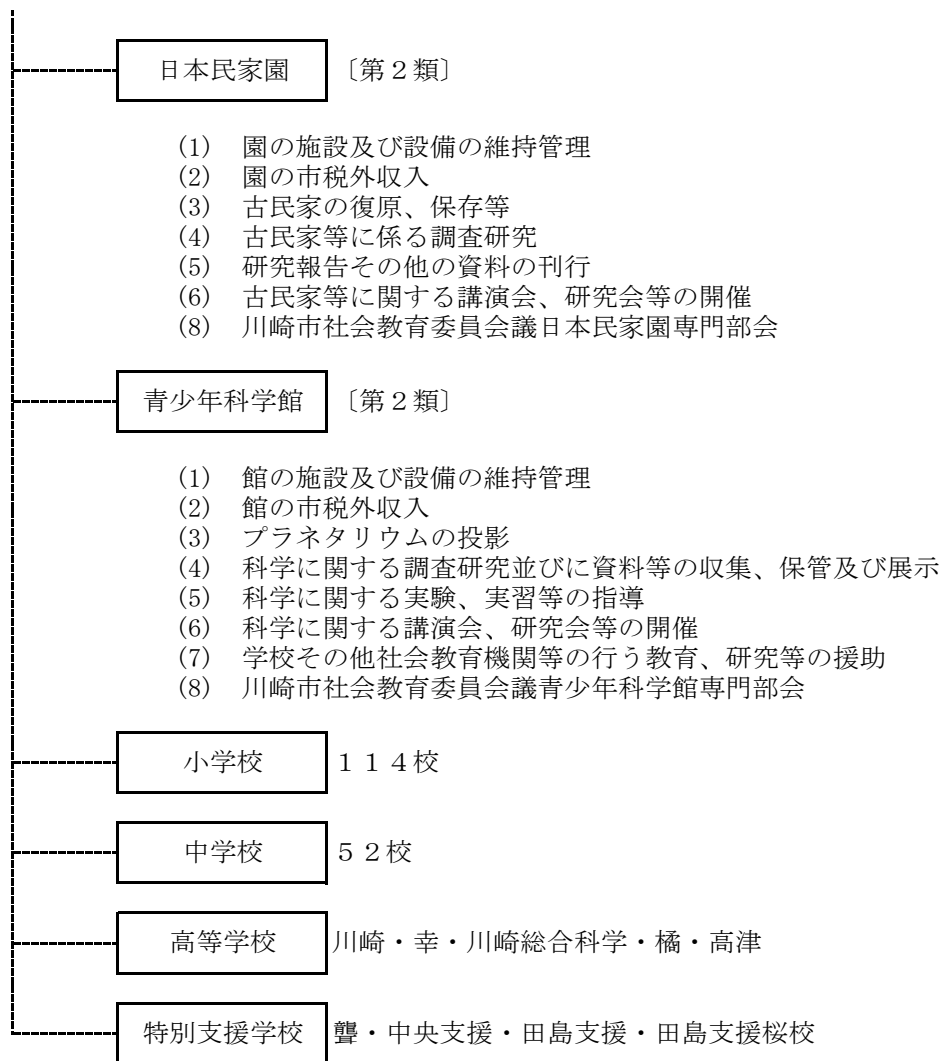 日本民家園 〔第２類〕
(1) 園の施設及び設備の維持管理
(2) 園の市税外収入
(3) 古民家の復原、保存等
(4) 古民家等に係る調査研究
(5) 研究報告その他の資料の刊行
(6) 古民家等に関する講演会、研究会等の開催
(8) 川崎市社会教育委員会議日本民家園専門部会
青少年科学館 〔第２類〕
(1) 館の施設及び設備の維持管理
(2) 館の市税外収入
(3) プラネタリウムの投影
(4) 科学に関する調査研究並びに資料等の収集、保管及び展示
(5) 科学に関する実験、実習等の指導
(6) 科学に関する講演会、研究会等の開催
(7) 学校その他社会教育機関等の行う教育、研究等の援助
(8) 川崎市社会教育委員会議青少年科学館専門部会
小学校 １１４校
中学校 ５２校
高等学校 川崎・幸・川崎総合科学・橘・高津
特別支援学校 聾・中央支援・田島支援・田島支援桜校